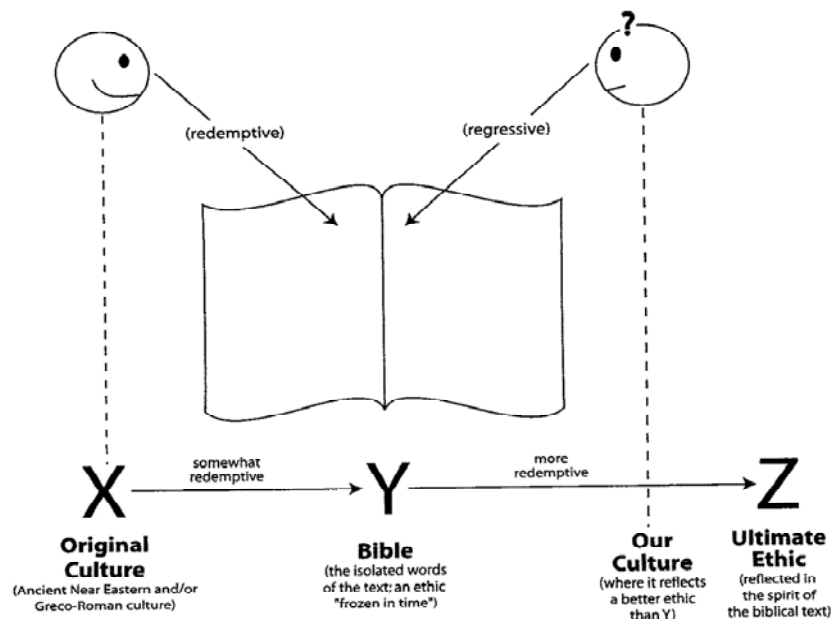 ?
(redemptive)
(regressive)
somewhat
redemptive
more
redemptive
X
Y
Z
Original
Culture
(Ancient Near Eastern and/or
Greco-Roman culture)
Bible
(the isolated words
of the text; an ethic
"frozen in time")
Our
Culture
(where it reflects
a better ethic
than Y)
Ultimate
Ethic
(reflected in
the spirit of
the biblical text)